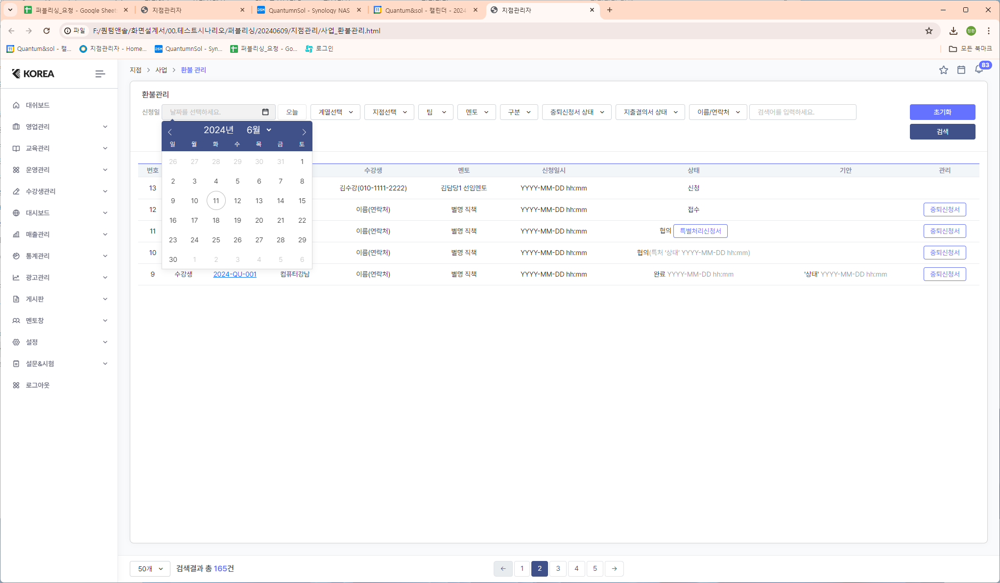 퍼블리싱_요청 - Google Sheet
지점관리자
QuantumnSol - Synology NAS
Quantum&sol - 캘린더 - 2024
지점관리자
파일
F:/퀀텀앤솔/화면설계서/00.테스트시나리오/퍼블리싱/20240609/지점관리/사업_환불관리.html
정환
Quantum&sol - 캘...
지점관리자 - Home...
QuantumnSol - Syn...
퍼블리싱_요청 - Go...
로그인
모든 북마크
KOREA
지점 > 사업 > 환불 관리
83
대쉬보드
영업관리
교육관리
운영관리
수강생관리
대시보드
매출관리
통계관리
광고관리
게시판
멘토창
설정
설문&시험
로그아웃
환불관리
신청일 날짜를 선택하세요. 오늘 계열선택 지점선택 팀 멘토 구분 중퇴신청서 상태 지출결의서 상태 이름/연락처 검색어를 입력하세요. 초기화
검색
2024년 6월
일 월 화 수 목 금 토
26 27 28 29 30 31 1
2 3 4 5 6 7 8
9 10 11 12 13 14 15
16 17 18 19 20 21 22
23 24 25 26 27 28 29
30 1 2 3 4 5 6
번호 수강생 멘토 신청일시 상태 기안 관리
13 김수강(010-1111-2222) 김담당1 선임멘토 YYYY-MM-DD hh:mm 신청
12 이름(연락처) 별명 직책 YYYY-MM-DD hh:mm 접수 중퇴신청서
11 이름(연락처) 별명 직책 YYYY-MM-DD hh:mm 협의 특별처리신청서 중퇴신청서
10 이름(연락처) 별명 직책 YYYY-MM-DD hh:mm 협의(특처 '상태' YYYY-MM-DD hh:mm) 중퇴신청서
9 수강생 2024-QU-001 컴퓨터강남 이름(연락처) 별명 직책 YYYY-MM-DD hh:mm 완료 YYYY-MM-DD hh:mm '상태' YYYY-MM-DD hh:mm 중퇴신청서
50개 검색결과 총 165건
← 1 2 3 4 5 →